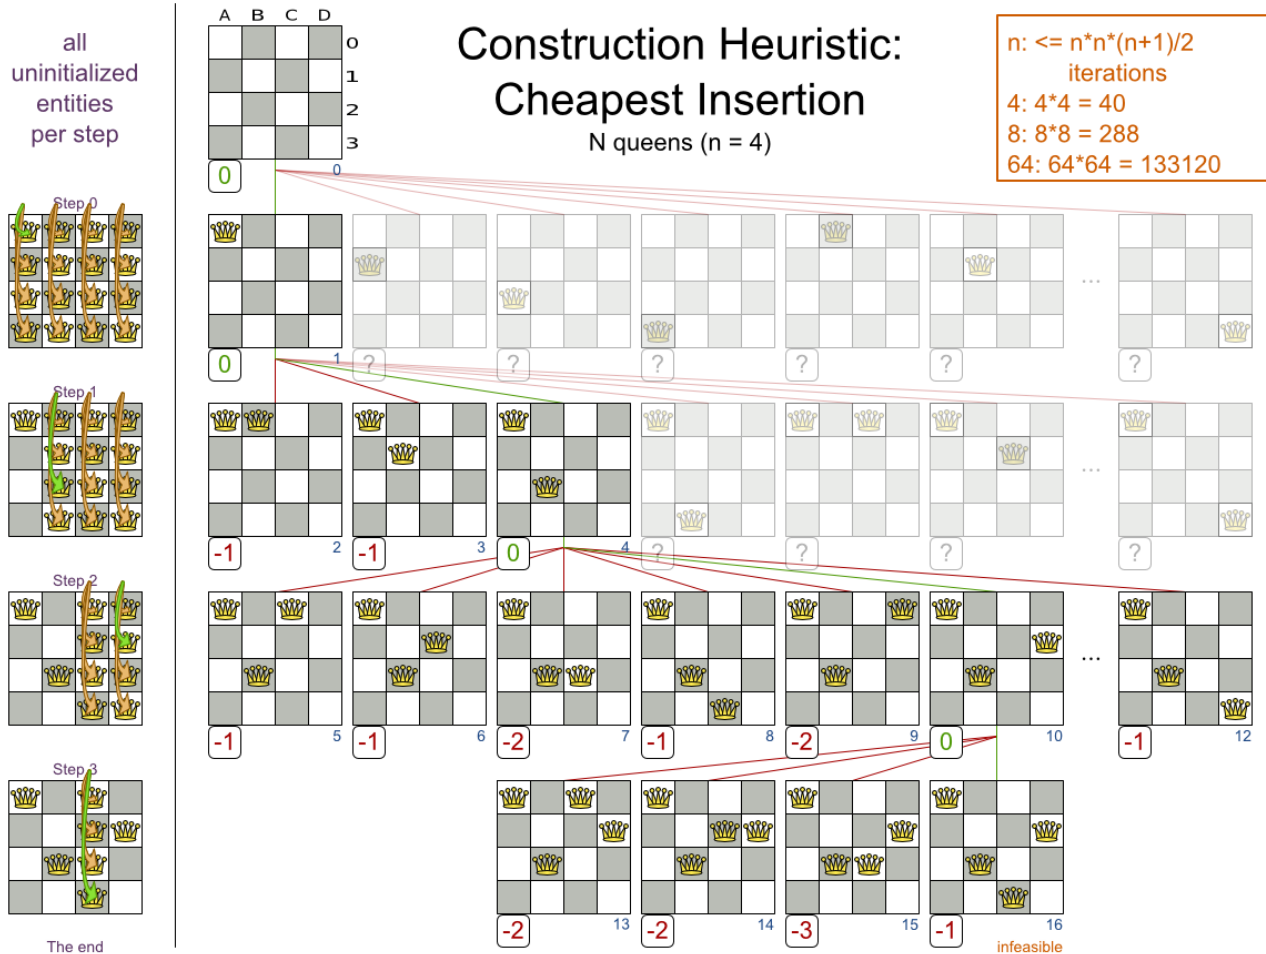 all
uninitialized
entities
per step
A B C D
0
1
2
3
Construction Heuristic:
Cheapest Insertion
N queens (n = 4)
n: <= n*n*(n+1)/2
iterations
4: 4*4 = 40
8: 8*8 = 288
64: 64*64 = 133120
0 0
Step 0
...
0 1 ? ? ? ? ? ?
Step 1
...
-1 2 -1 3 0 4 ? ? ? ?
Step 2
...
-1 5 -1 6 -2 7 -1 8 -2 9 0 10 -1 12
Step 3
-2 13 -2 14 -3 15 -1 16
The end
infeasible